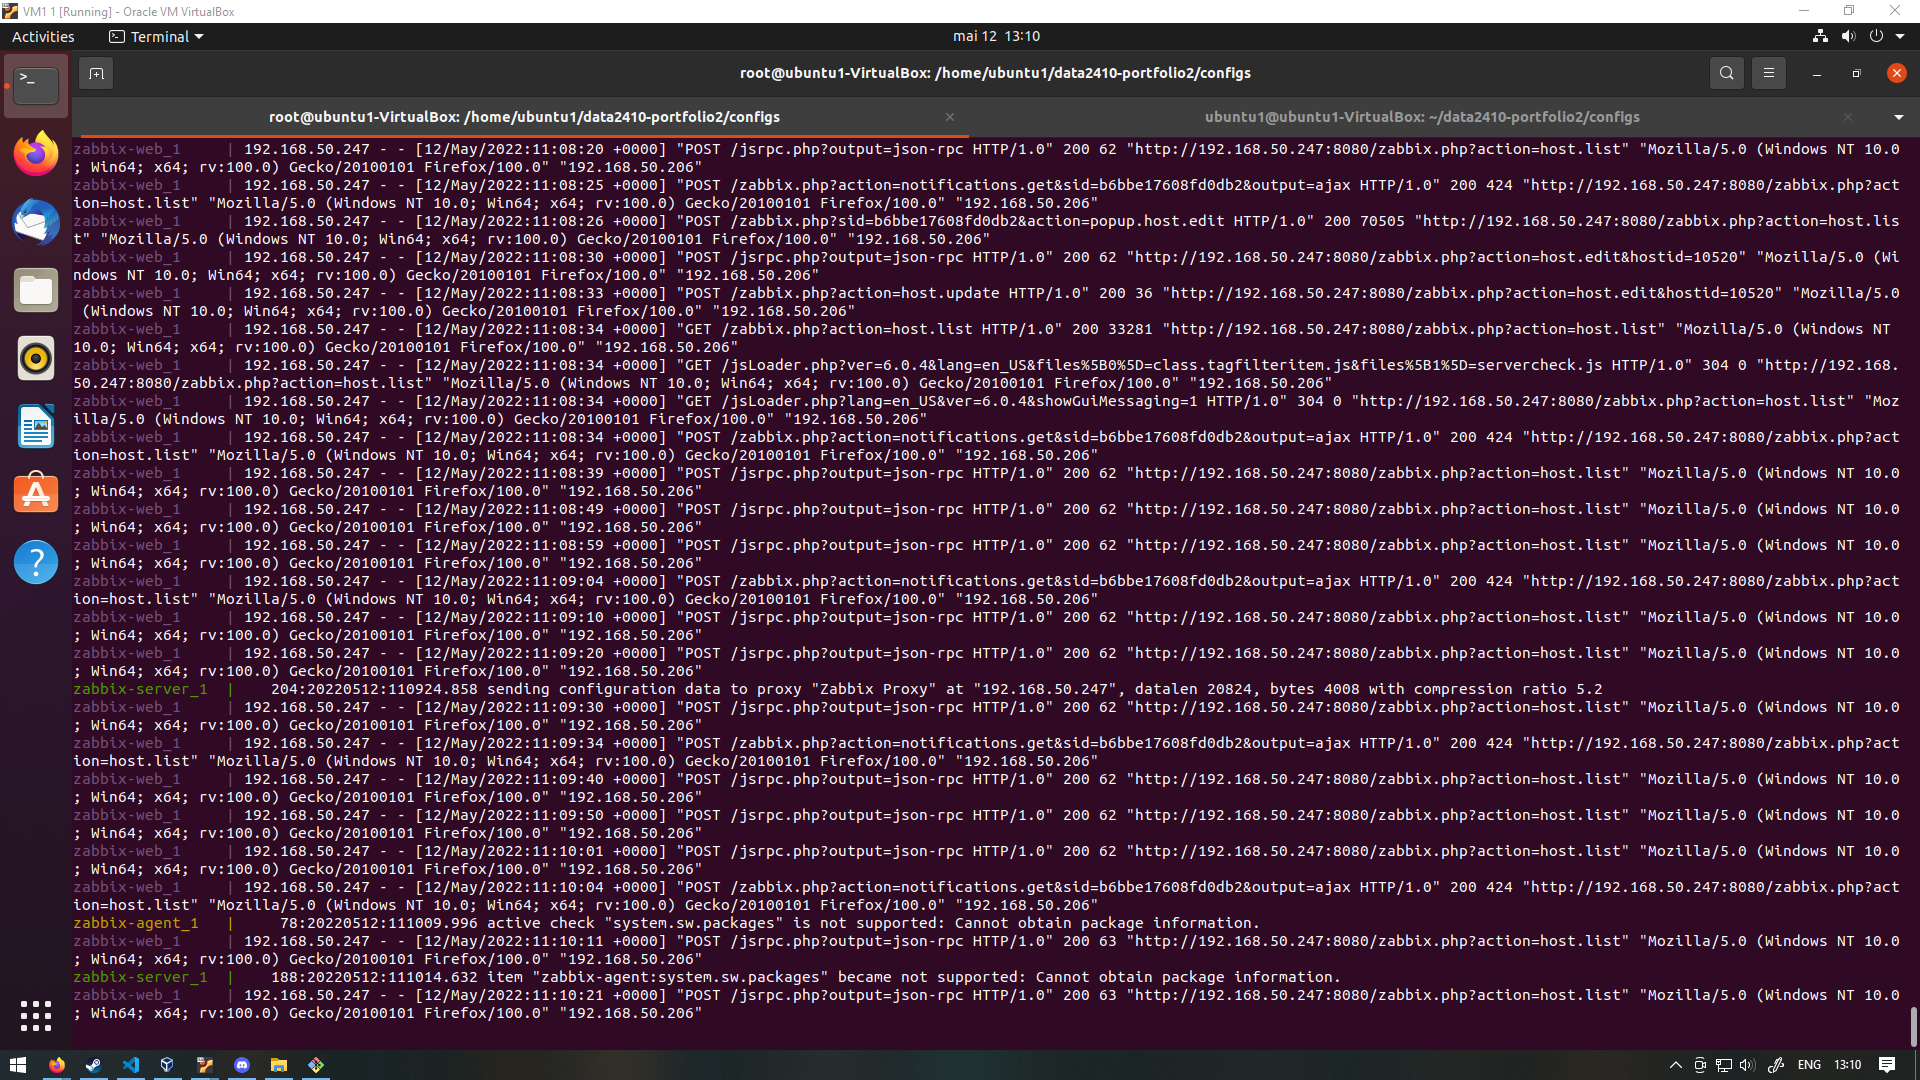 VM1 1 [Running] - Oracle VM VirtualBox
Activities
Terminal
mai 12 13:10
root@ubuntu1-VirtualBox: /home/ubuntu1/data2410-portfolio2/configs
root@ubuntu1-VirtualBox: /home/ubuntu1/data2410-portfolio2/configs
ubuntu1@ubuntu1-VirtualBox: ~/data2410-portfolio2/configs
zabbix-web_1     | 192.168.50.247 - - [12/May/2022:11:08:20 +0000] "POST /jsrpc.php?output=json-rpc HTTP/1.0" 200 62 "http://192.168.50.247:8080/zabbix.php?action=host.list" "Mozilla/5.0 (Windows NT 10.0
; Win64; x64; rv:100.0) Gecko/20100101 Firefox/100.0" "192.168.50.206"
zabbix-web_1     | 192.168.50.247 - - [12/May/2022:11:08:25 +0000] "POST /zabbix.php?action=notifications.get&sid=b6bbe17608fd0db2&output=ajax HTTP/1.0" 200 424 "http://192.168.50.247:8080/zabbix.php?act
ion=host.list" "Mozilla/5.0 (Windows NT 10.0; Win64; x64; rv:100.0) Gecko/20100101 Firefox/100.0" "192.168.50.206"
zabbix-web_1     | 192.168.50.247 - - [12/May/2022:11:08:26 +0000] "POST /zabbix.php?sid=b6bbe17608fd0db2&action=popup.host.edit HTTP/1.0" 200 70505 "http://192.168.50.247:8080/zabbix.php?action=host.lis
t" "Mozilla/5.0 (Windows NT 10.0; Win64; x64; rv:100.0) Gecko/20100101 Firefox/100.0" "192.168.50.206"
zabbix-web_1     | 192.168.50.247 - - [12/May/2022:11:08:30 +0000] "POST /jsrpc.php?output=json-rpc HTTP/1.0" 200 62 "http://192.168.50.247:8080/zabbix.php?action=host.edit&hostid=10520" "Mozilla/5.0 (Wi
ndows NT 10.0; Win64; x64; rv:100.0) Gecko/20100101 Firefox/100.0" "192.168.50.206"
zabbix-web_1     | 192.168.50.247 - - [12/May/2022:11:08:33 +0000] "POST /zabbix.php?action=host.update HTTP/1.0" 200 36 "http://192.168.50.247:8080/zabbix.php?action=host.edit&hostid=10520" "Mozilla/5.0
 (Windows NT 10.0; Win64; x64; rv:100.0) Gecko/20100101 Firefox/100.0" "192.168.50.206"
zabbix-web_1     | 192.168.50.247 - - [12/May/2022:11:08:34 +0000] "GET /zabbix.php?action=host.list HTTP/1.0" 200 33281 "http://192.168.50.247:8080/zabbix.php?action=host.list" "Mozilla/5.0 (Windows NT
10.0; Win64; x64; rv:100.0) Gecko/20100101 Firefox/100.0" "192.168.50.206"
zabbix-web_1     | 192.168.50.247 - - [12/May/2022:11:08:34 +0000] "GET /jsLoader.php?ver=6.0.4&lang=en_US&files%5B0%5D=class.tagfilteritem.js&files%5B1%5D=servercheck.js HTTP/1.0" 304 0 "http://192.168.
50.247:8080/zabbix.php?action=host.list" "Mozilla/5.0 (Windows NT 10.0; Win64; x64; rv:100.0) Gecko/20100101 Firefox/100.0" "192.168.50.206"
zabbix-web_1     | 192.168.50.247 - - [12/May/2022:11:08:34 +0000] "GET /jsLoader.php?lang=en_US&ver=6.0.4&showGuiMessaging=1 HTTP/1.0" 304 0 "http://192.168.50.247:8080/zabbix.php?action=host.list" "Moz
illa/5.0 (Windows NT 10.0; Win64; x64; rv:100.0) Gecko/20100101 Firefox/100.0" "192.168.50.206"
zabbix-web_1     | 192.168.50.247 - - [12/May/2022:11:08:34 +0000] "POST /zabbix.php?action=notifications.get&sid=b6bbe17608fd0db2&output=ajax HTTP/1.0" 200 424 "http://192.168.50.247:8080/zabbix.php?act
ion=host.list" "Mozilla/5.0 (Windows NT 10.0; Win64; x64; rv:100.0) Gecko/20100101 Firefox/100.0" "192.168.50.206"
zabbix-web_1     | 192.168.50.247 - - [12/May/2022:11:08:39 +0000] "POST /jsrpc.php?output=json-rpc HTTP/1.0" 200 62 "http://192.168.50.247:8080/zabbix.php?action=host.list" "Mozilla/5.0 (Windows NT 10.0
; Win64; x64; rv:100.0) Gecko/20100101 Firefox/100.0" "192.168.50.206"
zabbix-web_1     | 192.168.50.247 - - [12/May/2022:11:08:49 +0000] "POST /jsrpc.php?output=json-rpc HTTP/1.0" 200 62 "http://192.168.50.247:8080/zabbix.php?action=host.list" "Mozilla/5.0 (Windows NT 10.0
; Win64; x64; rv:100.0) Gecko/20100101 Firefox/100.0" "192.168.50.206"
zabbix-web_1     | 192.168.50.247 - - [12/May/2022:11:08:59 +0000] "POST /jsrpc.php?output=json-rpc HTTP/1.0" 200 62 "http://192.168.50.247:8080/zabbix.php?action=host.list" "Mozilla/5.0 (Windows NT 10.0
; Win64; x64; rv:100.0) Gecko/20100101 Firefox/100.0" "192.168.50.206"
zabbix-web_1     | 192.168.50.247 - - [12/May/2022:11:09:04 +0000] "POST /zabbix.php?action=notifications.get&sid=b6bbe17608fd0db2&output=ajax HTTP/1.0" 200 424 "http://192.168.50.247:8080/zabbix.php?act
ion=host.list" "Mozilla/5.0 (Windows NT 10.0; Win64; x64; rv:100.0) Gecko/20100101 Firefox/100.0" "192.168.50.206"
zabbix-web_1     | 192.168.50.247 - - [12/May/2022:11:09:10 +0000] "POST /jsrpc.php?output=json-rpc HTTP/1.0" 200 62 "http://192.168.50.247:8080/zabbix.php?action=host.list" "Mozilla/5.0 (Windows NT 10.0
; Win64; x64; rv:100.0) Gecko/20100101 Firefox/100.0" "192.168.50.206"
zabbix-web_1     | 192.168.50.247 - - [12/May/2022:11:09:20 +0000] "POST /jsrpc.php?output=json-rpc HTTP/1.0" 200 62 "http://192.168.50.247:8080/zabbix.php?action=host.list" "Mozilla/5.0 (Windows NT 10.0
; Win64; x64; rv:100.0) Gecko/20100101 Firefox/100.0" "192.168.50.206"
zabbix-server_1  |    204:20220512:110924.858 sending configuration data to proxy "Zabbix Proxy" at "192.168.50.247", datalen 20824, bytes 4008 with compression ratio 5.2
zabbix-web_1     | 192.168.50.247 - - [12/May/2022:11:09:30 +0000] "POST /jsrpc.php?output=json-rpc HTTP/1.0" 200 62 "http://192.168.50.247:8080/zabbix.php?action=host.list" "Mozilla/5.0 (Windows NT 10.0
; Win64; x64; rv:100.0) Gecko/20100101 Firefox/100.0" "192.168.50.206"
zabbix-web_1     | 192.168.50.247 - - [12/May/2022:11:09:34 +0000] "POST /zabbix.php?action=notifications.get&sid=b6bbe17608fd0db2&output=ajax HTTP/1.0" 200 424 "http://192.168.50.247:8080/zabbix.php?act
ion=host.list" "Mozilla/5.0 (Windows NT 10.0; Win64; x64; rv:100.0) Gecko/20100101 Firefox/100.0" "192.168.50.206"
zabbix-web_1     | 192.168.50.247 - - [12/May/2022:11:09:40 +0000] "POST /jsrpc.php?output=json-rpc HTTP/1.0" 200 62 "http://192.168.50.247:8080/zabbix.php?action=host.list" "Mozilla/5.0 (Windows NT 10.0
; Win64; x64; rv:100.0) Gecko/20100101 Firefox/100.0" "192.168.50.206"
zabbix-web_1     | 192.168.50.247 - - [12/May/2022:11:09:50 +0000] "POST /jsrpc.php?output=json-rpc HTTP/1.0" 200 62 "http://192.168.50.247:8080/zabbix.php?action=host.list" "Mozilla/5.0 (Windows NT 10.0
; Win64; x64; rv:100.0) Gecko/20100101 Firefox/100.0" "192.168.50.206"
zabbix-web_1     | 192.168.50.247 - - [12/May/2022:11:10:01 +0000] "POST /jsrpc.php?output=json-rpc HTTP/1.0" 200 62 "http://192.168.50.247:8080/zabbix.php?action=host.list" "Mozilla/5.0 (Windows NT 10.0
; Win64; x64; rv:100.0) Gecko/20100101 Firefox/100.0" "192.168.50.206"
zabbix-web_1     | 192.168.50.247 - - [12/May/2022:11:10:04 +0000] "POST /zabbix.php?action=notifications.get&sid=b6bbe17608fd0db2&output=ajax HTTP/1.0" 200 424 "http://192.168.50.247:8080/zabbix.php?act
ion=host.list" "Mozilla/5.0 (Windows NT 10.0; Win64; x64; rv:100.0) Gecko/20100101 Firefox/100.0" "192.168.50.206"
zabbix-agent_1   |     78:20220512:111009.996 active check "system.sw.packages" is not supported: Cannot obtain package information.
zabbix-web_1     | 192.168.50.247 - - [12/May/2022:11:10:11 +0000] "POST /jsrpc.php?output=json-rpc HTTP/1.0" 200 63 "http://192.168.50.247:8080/zabbix.php?action=host.list" "Mozilla/5.0 (Windows NT 10.0
; Win64; x64; rv:100.0) Gecko/20100101 Firefox/100.0" "192.168.50.206"
zabbix-server_1  |    188:20220512:111014.632 item "zabbix-agent:system.sw.packages" became not supported: Cannot obtain package information.
zabbix-web_1     | 192.168.50.247 - - [12/May/2022:11:10:21 +0000] "POST /jsrpc.php?output=json-rpc HTTP/1.0" 200 63 "http://192.168.50.247:8080/zabbix.php?action=host.list" "Mozilla/5.0 (Windows NT 10.0
; Win64; x64; rv:100.0) Gecko/20100101 Firefox/100.0" "192.168.50.206"
ENG
13:10